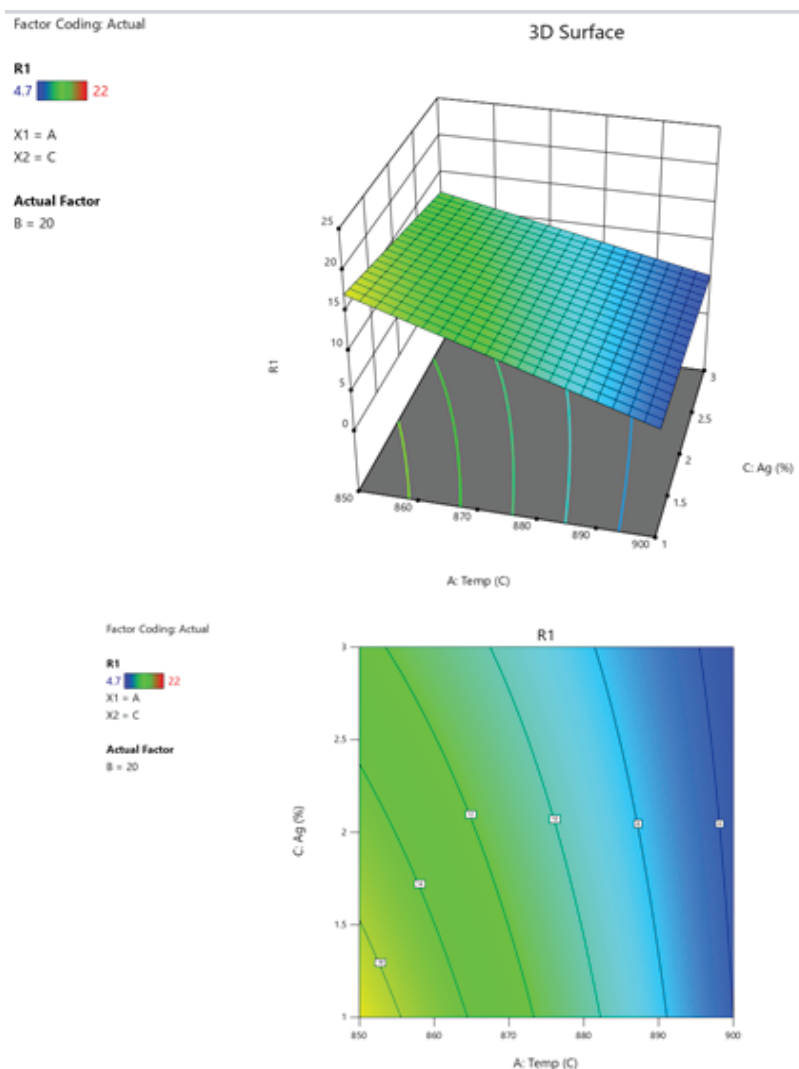 Factor Coding: Actual
3D Surface
R1
4.7 22
X1 = A
X2 = C
Actual Factor
B = 20
25
20
15
10
5
0
R1
3
2.5
2
1.5
1
C: Ag (%)
850
860
870
880
890
900
A: Temp (C)
Factor Coding: Actual
R1
R1
4.7 22
X1 = A
X2 = C
Actual Factor
B = 20
3
2.5
2
1.5
1
C: Ag (%)
850
860
870
880
890
900
A: Temp (C)